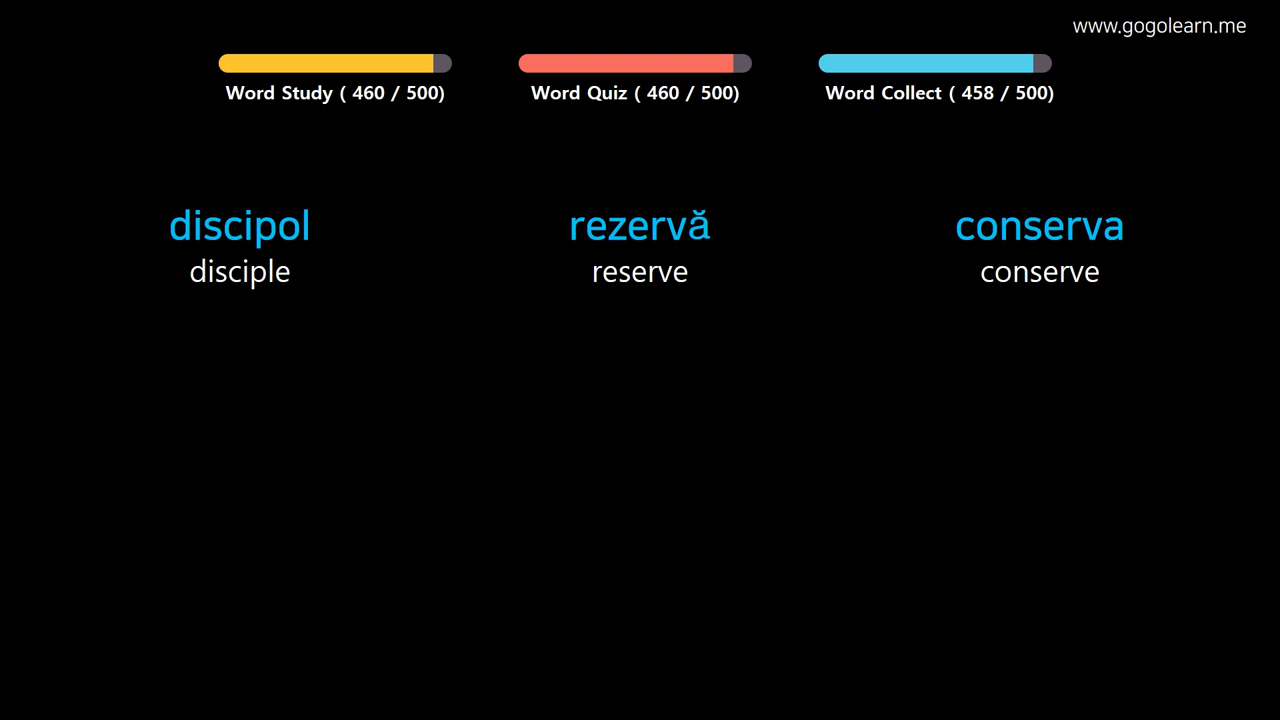 www.gogolearn.me
Word Study ( 460 / 500)
Word Quiz ( 460 / 500)
Word Collect ( 458 / 500)
discipol
disciple
rezervă
reserve
conserva
conserve